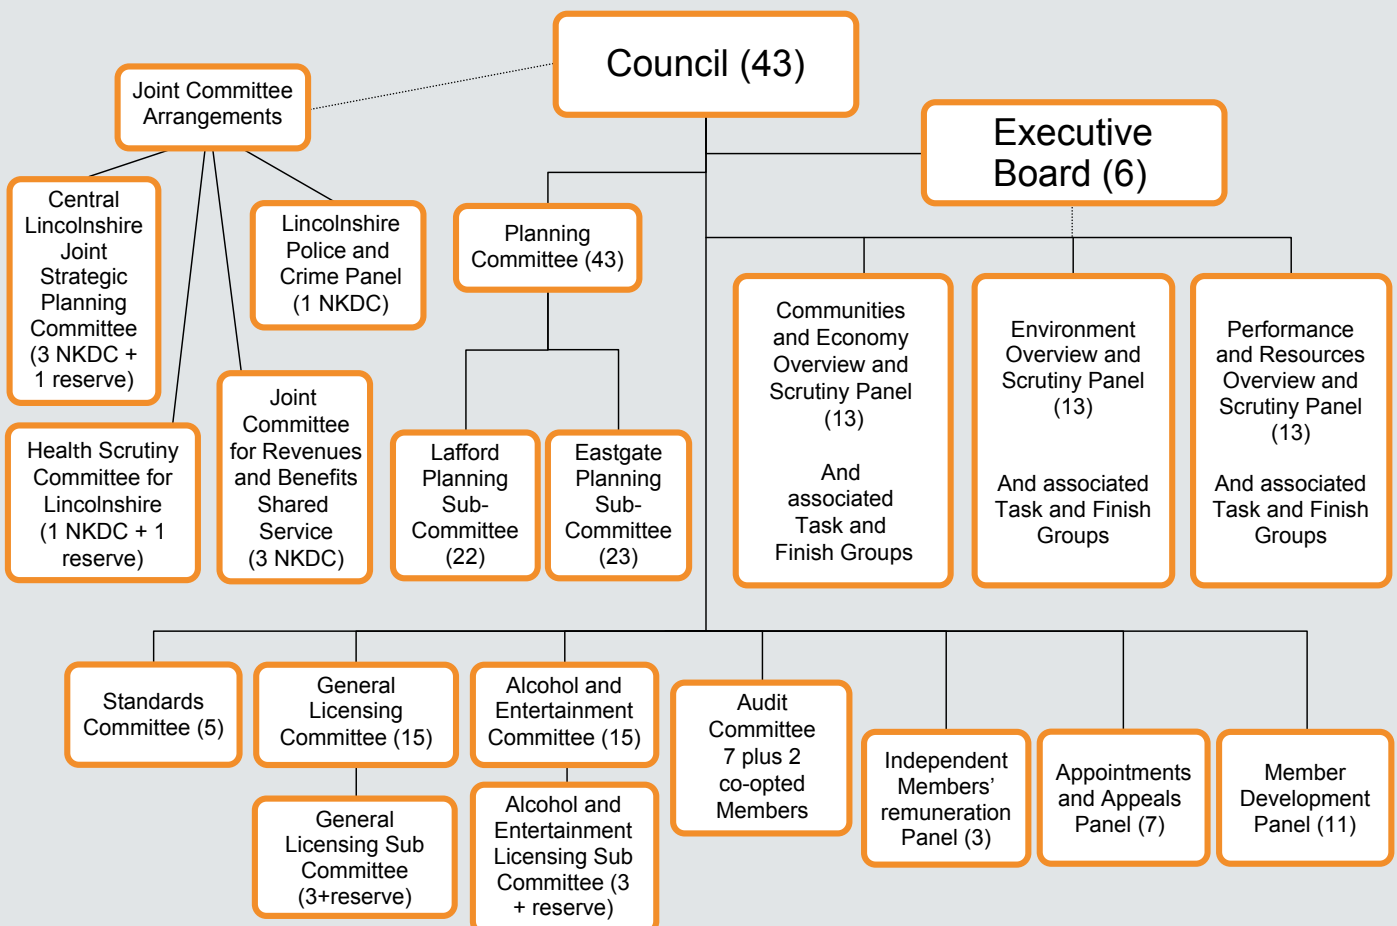 Council (43)
Joint Committee
Arrangements
Executive
Board (6)
Central
Lincolnshire
Joint
Strategic
Planning
Committee
(3 NKDC +
1 reserve)
Lincolnshire
Police and
Crime Panel
(1 NKDC)
Planning
Committee (43)
Communities
and Economy
Overview and
Scrutiny Panel
(13)
And
associated
Task and
Finish Groups
Environment
Overview and
Scrutiny Panel
(13)
And associated
Task and Finish
Groups
Performance
and Resources
Overview and
Scrutiny Panel
(13)
And associated
Task and Finish
Groups
Health Scrutiny
Committee for
Lincolnshire
(1 NKDC + 1
reserve)
Joint
Committee
for Revenues
and Benefits
Shared
Service
(3 NKDC)
Lafford
Planning
Sub-
Committee
(22)
Eastgate
Planning
Sub-
Committee
(23)
Standards
Committee (5)
General
Licensing
Committee (15)
Alcohol and
Entertainment
Committee (15)
Audit
Committee
7 plus 2
co-opted
Members
Independent
Members’
remuneration
Panel (3)
Appointments
and Appeals
Panel (7)
Member
Development
Panel (11)
General
Licensing Sub
Committee
(3+reserve)
Alcohol and
Entertainment
Licensing Sub
Committee (3
+ reserve)